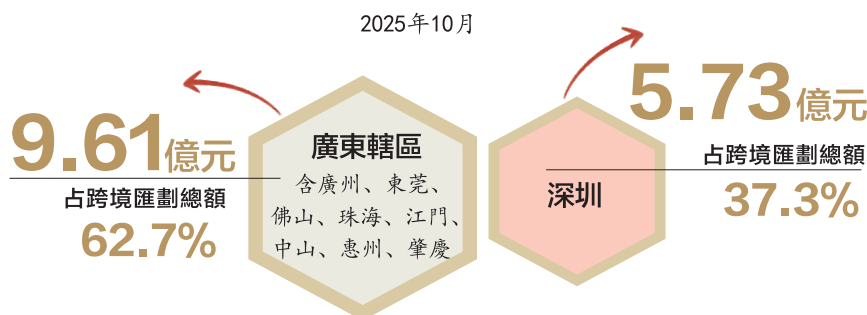 2025年10月
9.61億元
占跨境匯劃總額
62.7%
廣東轄區
含廣州、東莞、
佛山、珠海、江門、
中山、惠州、肇慶
深圳
5.73億元
占跨境匯劃總額
37.3%